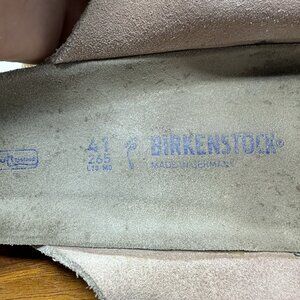 41
265
L10 M8
BIRKENSTOCK®
MADE IN GERMANY